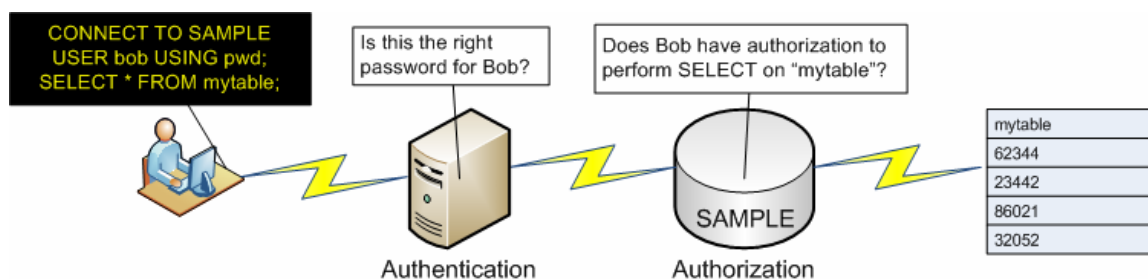 CONNECT TO SAMPLE
USER bob USING pwd;
SELECT * FROM mytable;
Is this the right
password for Bob?
Does Bob have authorization to
perform SELECT on “mytable”?
mytable
62344
23442
86021
32052
SAMPLE
Authentication
Authorization